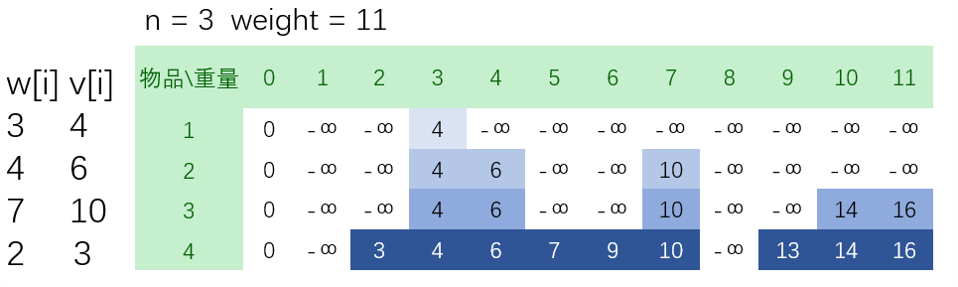 n = 3 weight = 11
w[i] v[i]
3 4
4 6
7 10
2 3
物品\重量 0 1 2 3 4 5 6 7 8 9 10 11
1 0 -∞ -∞ 4 -∞ -∞ -∞ -∞ -∞ -∞ -∞ -∞
2 0 -∞ -∞ 4 6 -∞ -∞ 10 -∞ -∞ -∞ -∞
3 0 -∞ -∞ 4 6 -∞ -∞ 10 -∞ -∞ 14 16
4 0 -∞ 3 4 6 7 9 10 -∞ 13 14 16